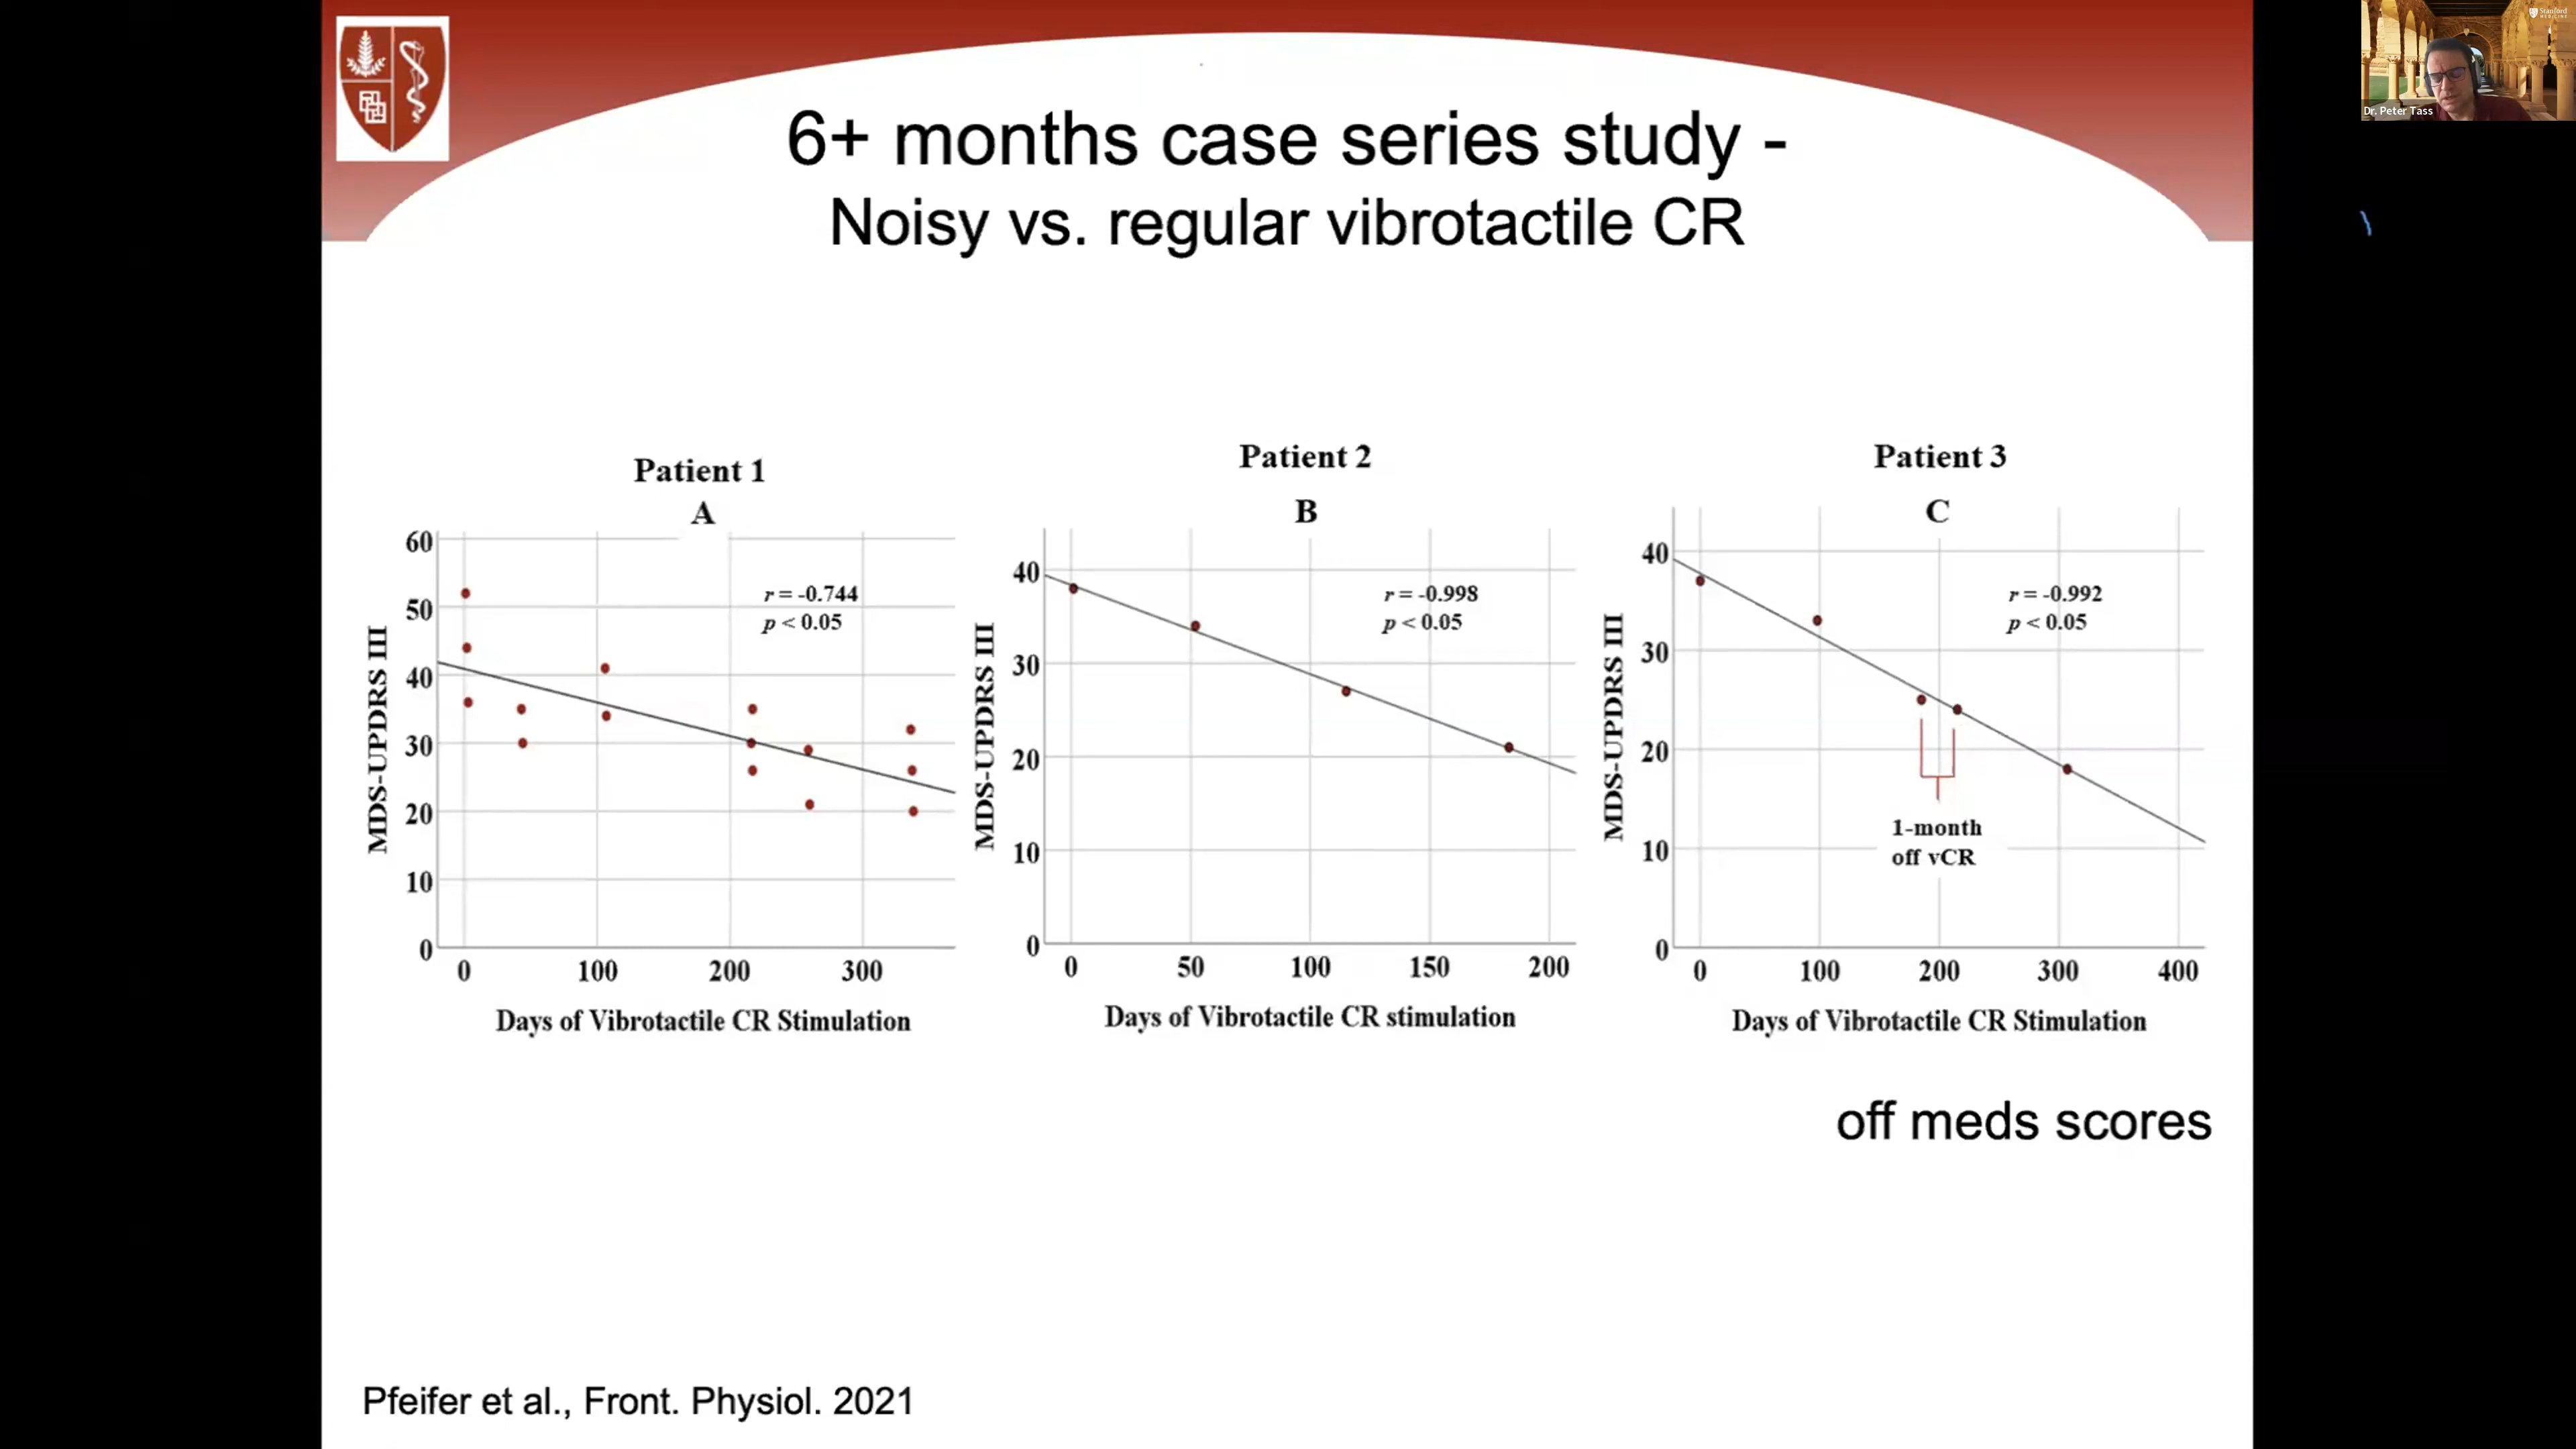 Stanford
MEDICINE
Dr. Peter Tass
6+ months case series study -
Noisy vs. regular vibrotactile CR
Patient 1
A
60
50
40
30
20
10
0
MDS-UPDRS III
r = -0.744
p < 0.05
0 100 200 300
Days of Vibrotactile CR Stimulation
Patient 2
B
40
30
20
10
0
MDS-UPDRS III
r = -0.998
p < 0.05
0 50 100 150 200
Days of Vibrotactile CR stimulation
Patient 3
C
40
30
20
10
0
MDS-UPDRS III
r = -0.992
p < 0.05
1-month
off vCR
0 100 200 300 400
Days of Vibrotactile CR Stimulation
off meds scores
Pfeifer et al., Front. Physiol. 2021